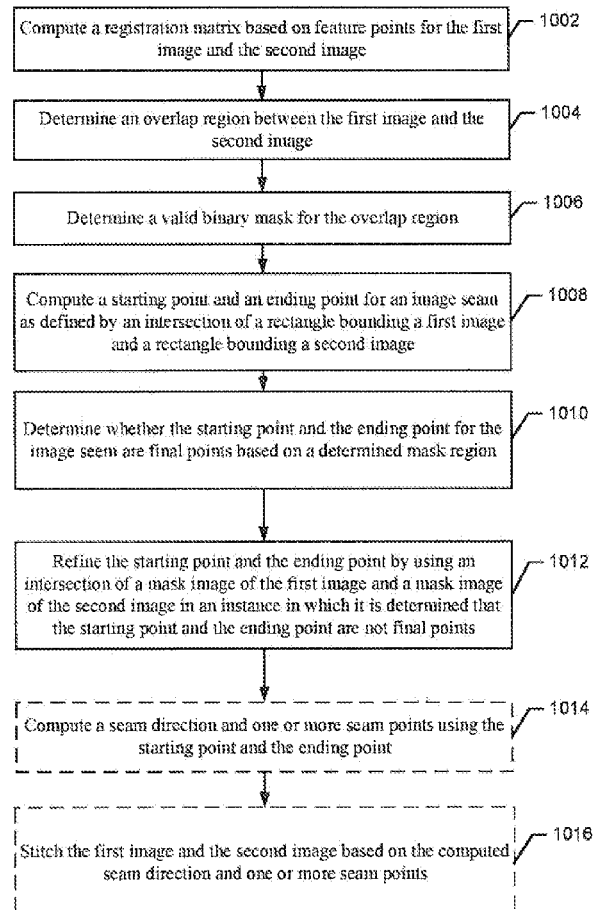 Compute a registration matrix based on feature points for the first
image and the second image
1002
Determine an overlap region between the first image and the
second image
1004
Determine a valid binary mask for the overlap region
1006
Compute a starting point and an ending point for an image seam
as defined by an intersection of a rectangle bounding a first image
and a rectangle bounding a second image
1008
Determine whether the starting point and the ending point for the
image seem are final points based on a determined mask region
1010
Refine the starting point and the ending point by using an
intersection of a mask image of the first image and a mask image
of the second image in an instance in which it is determined that
the starting point and the ending point are not final points
1012
Compute a seam direction and one or more seam points using the
starting point and the ending point
1014
Stitch the first image and the second image based on the computed
seam direction and one or more seam points
1016